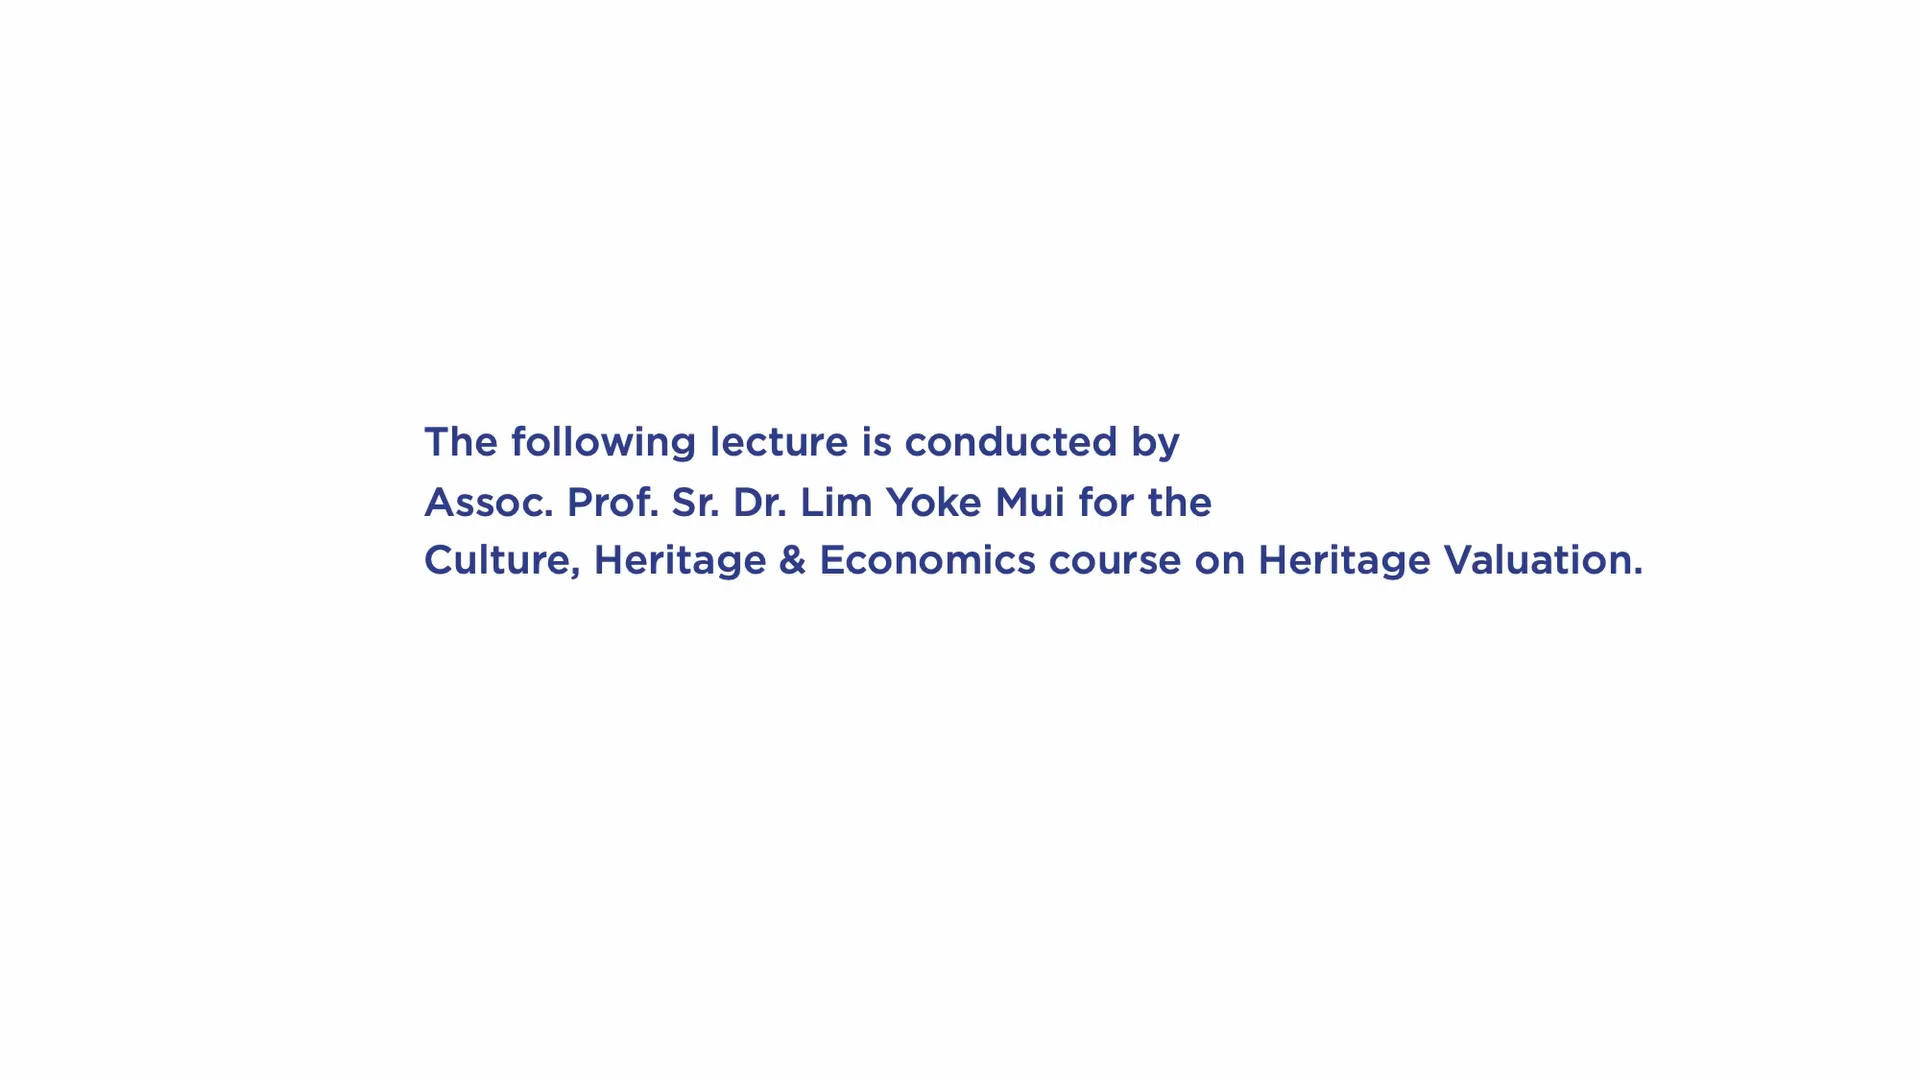 The following lecture is conducted by
Assoc. Prof. Sr. Dr. Lim Yoke Mui for the
Culture, Heritage & Economics course on Heritage Valuation.